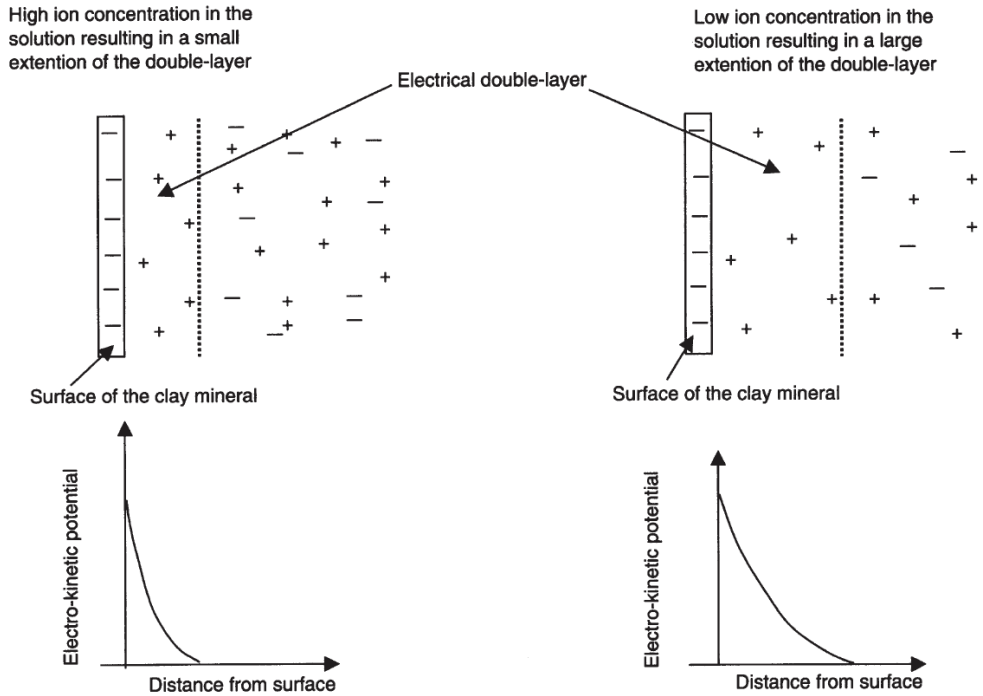 High ion concentration in the
solution resulting in a small
extention of the double-layer
Low ion concentration in the
solution resulting in a large
extention of the double-layer
Electrical double-layer
Surface of the clay mineral
Surface of the clay mineral
Electro-kinetic potential
Distance from surface
Electro-kinetic potential
Distance from surface